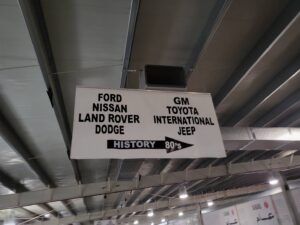 FORD
NISSAN
LAND ROVER
DODGE
GM
TOYOTA
INTERNATIONAL
JEEP
HISTORY 80's